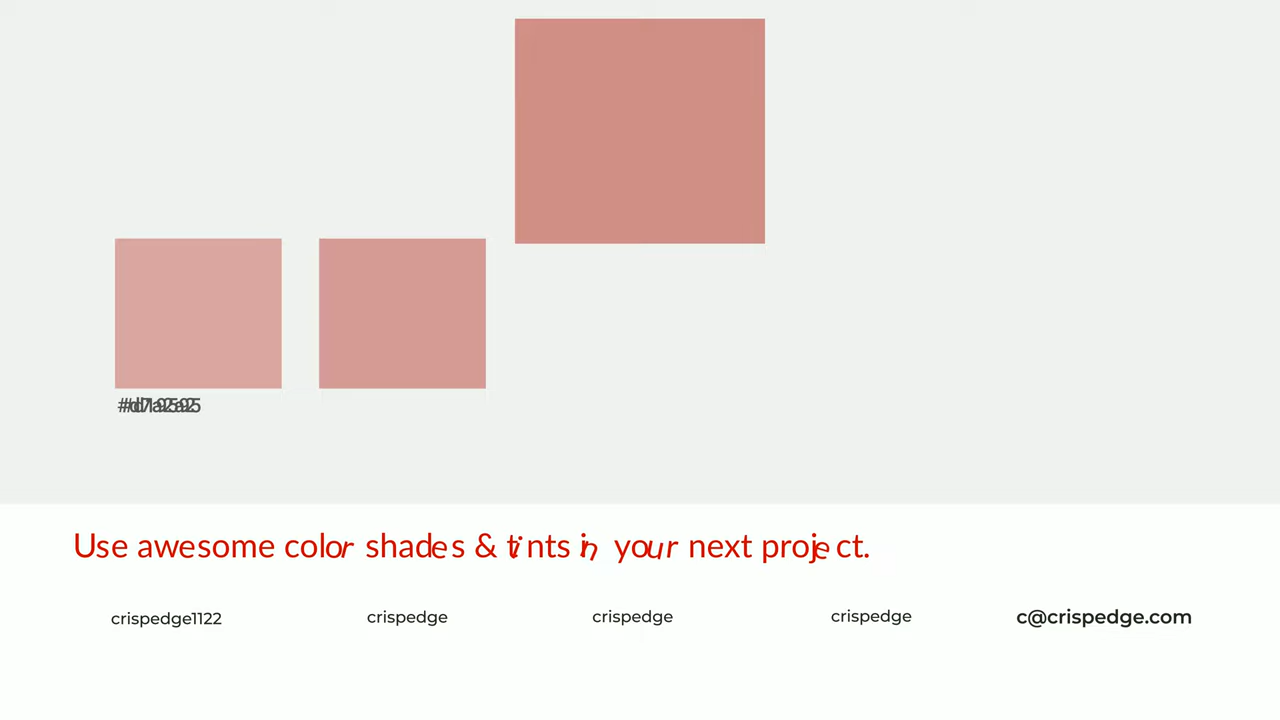 Use awesome color shades & tints in your next project.
crispedge1122 crispedge crispedge crispedge c@crispedge.com